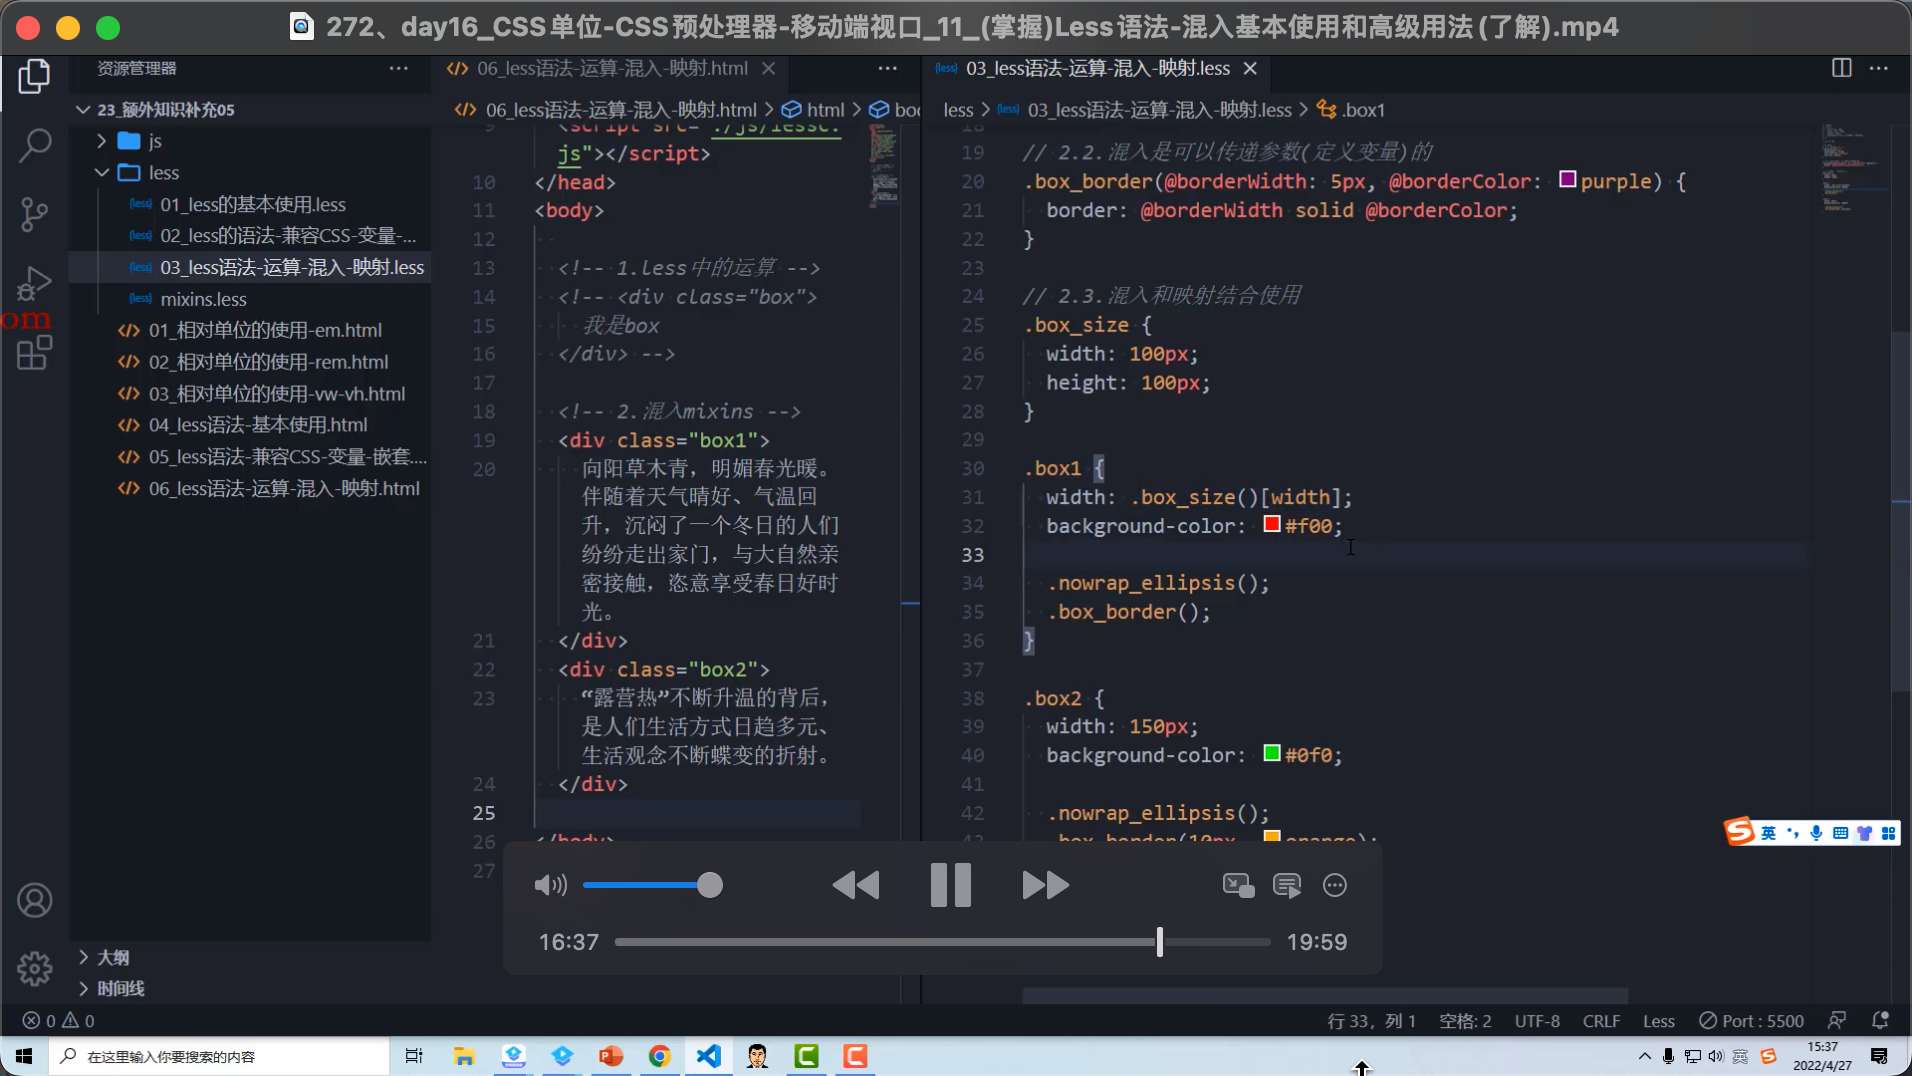 272、day16_CSS单位-CSS预处理器-移动端视口_11_(掌握)Less语法-混入基本使用和高级用法(了解).mp4
资源管理器
23_额外知识补充05
js
less
01_less的基本使用.less
02_less的语法-兼容CSS-变量-...
03_less语法-运算-混入-映射.less
mixins.less
01_相对单位的使用-em.html
02_相对单位的使用-rem.html
03_相对单位的使用-vw-vh.html
04_less语法-基本使用.html
05_less语法-兼容CSS-变量-嵌套....
06_less语法-运算-混入-映射.html
om
大纲
时间线
06_less语法-运算-混入-映射.html
06_less语法-运算-混入-映射.html > html > boc
9 <script src="./js/lessc.
js"></script>
10 </head>
11 <body>
12
13 <!-- 1.less中的运算 -->
14 <!-- <div class="box">
15 我是box
16 </div> -->
17
18 <!-- 2.混入mixins -->
19 <div class="box1">
20 向阳草木青，明媚春光暖。
伴随着天气晴好、气温回
升，沉闷了一个冬日的人们
纷纷走出家门，与大自然亲
密接触，恣意享受春日好时
光。
21 </div>
22 <div class="box2">
23 “露营热”不断升温的背后，
是人们生活方式日趋多元、
生活观念不断蝶变的折射。
24 </div>
25
26 </body>
27
03_less语法-运算-混入-映射.less
less > 03_less语法-运算-混入-映射.less > .box1
18
19 // 2.2.混入是可以传递参数(定义变量)的
20 .box_border(@borderWidth: 5px, @borderColor: purple) {
21 border: @borderWidth solid @borderColor;
22 }
23
24 // 2.3.混入和映射结合使用
25 .box_size {
26 width: 100px;
27 height: 100px;
28 }
29
30 .box1 {
31 width: .box_size()[width];
32 background-color: #f00;
33
34 .nowrap_ellipsis();
35 .box_border();
36 }
37
38 .box2 {
39 width: 150px;
40 background-color: #0f0;
41
42 .nowrap_ellipsis();
43 .box_border(10px, orange);
英
16:37
19:59
0 0
行 33，列 1
空格: 2
UTF-8
CRLF
Less
Port : 5500
在这里输入你要搜索的内容
英
15:37
2022/4/27